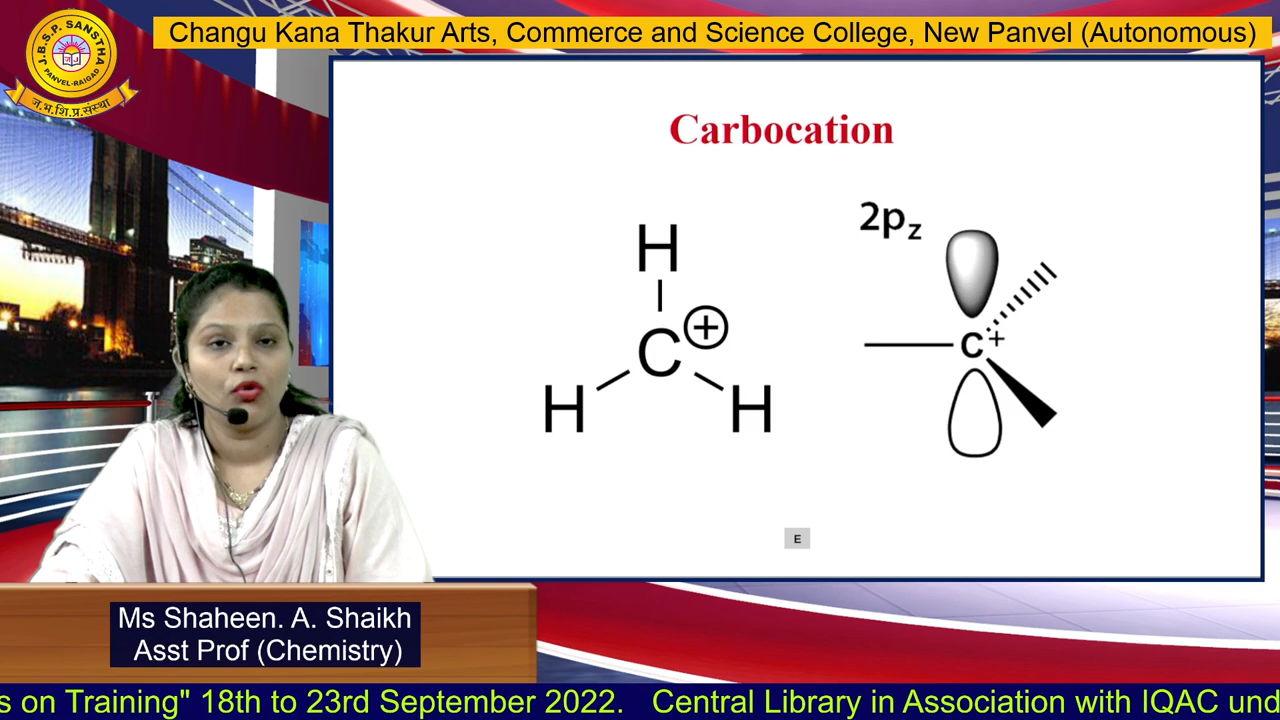 Changu Kana Thakur Arts, Commerce and Science College, New Panvel (Autonomous)
J.B.S.P. SANSTHA
PANVEL-RAIGAD
ज.भ.शि.प्र.संस्था
Carbocation
2pz
H
C +
H H
C+
E
Ms Shaheen. A. Shaikh
Asst Prof (Chemistry)
s on Training" 18th to 23rd September 2022. Central Library in Association with IQAC und